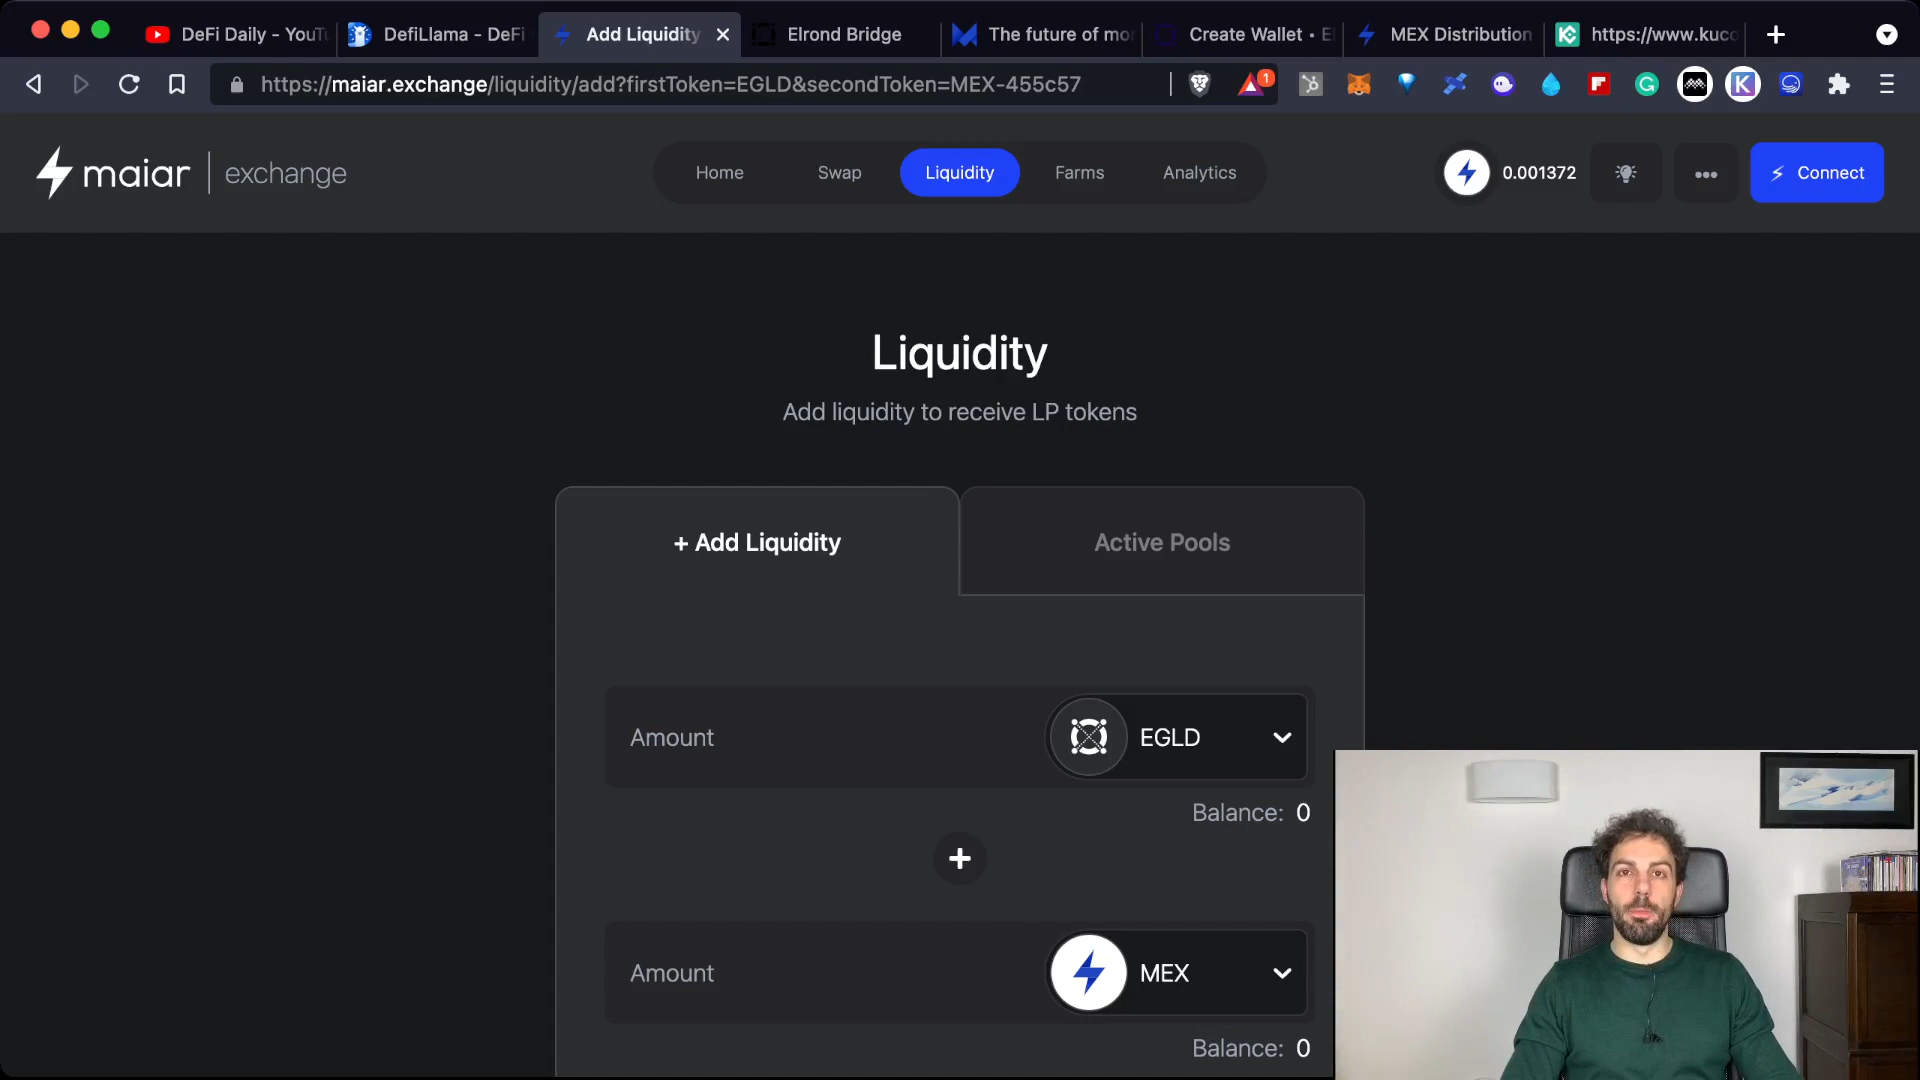 DeFi Daily - YouTu
DefiLlama - DeFi
Add Liquidity
Elrond Bridge
The future of mon
Create Wallet • El
MEX Distribution
https://www.kuco
https://maiar.exchange/liquidity/add?firstToken=EGLD&secondToken=MEX-455c57
1
maiar exchange
Home
Swap
Liquidity
Farms
Analytics
0.001372
Connect
Liquidity
Add liquidity to receive LP tokens
+ Add Liquidity
Active Pools
Amount
EGLD
Balance: 0
Amount
MEX
Balance: 0